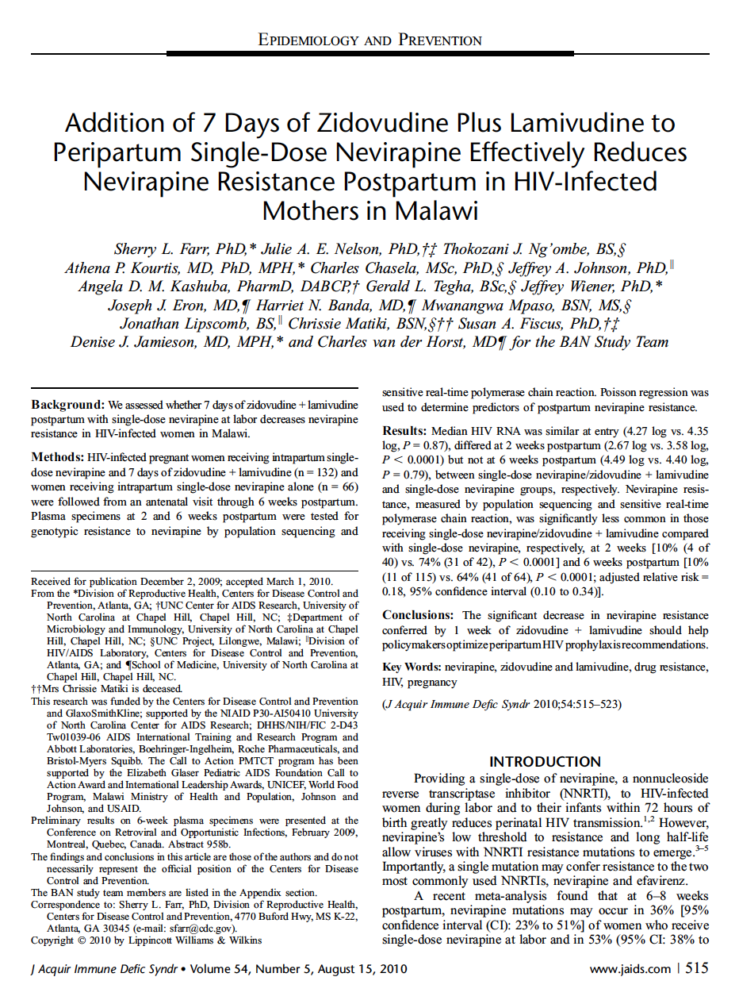 EPIDEMIOLOGY AND PREVENTION
Addition of 7 Days of Zidovudine Plus Lamivudine to
Peripartum Single-Dose Nevirapine Effectively Reduces
Nevirapine Resistance Postpartum in HIV-Infected
Mothers in Malawi
Sherry L. Farr, PhD,* Julie A. E. Nelson, PhD,†‡ Thokozani J. Ng'ombe, BS,§
Athena P. Kourtis, MD, PhD, MPH,* Charles Chasela, MSc, PhD,§ Jeffrey A. Johnson, PhD,‖
Angela D. M. Kashuba, PharmD, DABCP,† Gerald L. Tegha, BSc,§ Jeffrey Wiener, PhD,*
Joseph J. Eron, MD,¶ Harriet N. Banda, MD,¶ Mwanangwa Mpaso, BSN, MS,§
Jonathan Lipscomb, BS,‖ Chrissie Matiki, BSN,§†† Susan A. Fiscus, PhD,†‡
Denise J. Jamieson, MD, MPH,* and Charles van der Horst, MD¶ for the BAN Study Team
Background: We assessed whether 7 days of zidovudine + lamivudine
postpartum with single-dose nevirapine at labor decreases nevirapine
resistance in HIV-infected women in Malawi.
Methods: HIV-infected pregnant women receiving intrapartum single-
dose nevirapine and 7 days of zidovudine + lamivudine (n = 132) and
women receiving intrapartum single-dose nevirapine alone (n = 66)
were followed from an antenatal visit through 6 weeks postpartum.
Plasma specimens at 2 and 6 weeks postpartum were tested for
genotypic resistance to nevirapine by population sequencing and
Received for publication December 2, 2009; accepted March 1, 2010.
From the *Division of Reproductive Health, Centers for Disease Control and
Prevention, Atlanta, GA; †UNC Center for AIDS Research, University of
North Carolina at Chapel Hill, Chapel Hill, NC; ‡Department of
Microbiology and Immunology, University of North Carolina at Chapel
Hill, Chapel Hill, NC; §UNC Project, Lilongwe, Malawi; ‖Division of
HIV/AIDS Laboratory, Centers for Disease Control and Prevention,
Atlanta, GA; and ¶School of Medicine, University of North Carolina at
Chapel Hill, Chapel Hill, NC.
††Mrs Chrissie Matiki is deceased.
This research was funded by the Centers for Disease Control and Prevention
and GlaxoSmithKline; supported by the NIAID P30-AI50410 University
of North Carolina Center for AIDS Research; DHHS/NIH/FIC 2-D43
Tw01039-06 AIDS International Training and Research Program and
Abbott Laboratories, Boehringer-Ingelheim, Roche Pharmaceuticals, and
Bristol-Myers Squibb. The Call to Action PMTCT program has been
supported by the Elizabeth Glaser Pediatric AIDS Foundation Call to
Action Award and International Leadership Awards, UNICEF, World Food
Program, Malawi Ministry of Health and Population, Johnson and
Johnson, and USAID.
Preliminary results on 6-week plasma specimens were presented at the
Conference on Retroviral and Opportunistic Infections, February 2009,
Montreal, Quebec, Canada. Abstract 958b.
The findings and conclusions in this article are those of the authors and do not
necessarily represent the official position of the Centers for Disease
Control and Prevention.
The BAN study team members are listed in the Appendix section.
Correspondence to: Sherry L. Farr, PhD, Division of Reproductive Health,
Centers for Disease Control and Prevention, 4770 Buford Hwy, MS K-22,
Atlanta, GA 30345 (e-mail: sfarr@cdc.gov).
Copyright © 2010 by Lippincott Williams & Wilkins
sensitive real-time polymerase chain reaction. Poisson regression was
used to determine predictors of postpartum nevirapine resistance.
Results: Median HIV RNA was similar at entry (4.27 log vs. 4.35
log, P = 0.87), differed at 2 weeks postpartum (2.67 log vs. 3.58 log,
P < 0.0001) but not at 6 weeks postpartum (4.49 log vs. 4.40 log,
P = 0.79), between single-dose nevirapine/zidovudine + lamivudine
and single-dose nevirapine groups, respectively. Nevirapine resis-
tance, measured by population sequencing and sensitive real-time
polymerase chain reaction, was significantly less common in those
receiving single-dose nevirapine/zidovudine + lamivudine compared
with single-dose nevirapine, respectively, at 2 weeks [10% (4 of
40) vs. 74% (31 of 42), P < 0.0001] and 6 weeks postpartum [10%
(11 of 115) vs. 64% (41 of 64), P < 0.0001; adjusted relative risk =
0.18, 95% confidence interval (0.10 to 0.34)].
Conclusions: The significant decrease in nevirapine resistance
conferred by 1 week of zidovudine + lamivudine should help
policymakers optimize peripartum HIV prophylaxis recommendations.
Key Words: nevirapine, zidovudine and lamivudine, drug resistance,
HIV, pregnancy
(J Acquir Immune Defic Syndr 2010;54:515–523)
INTRODUCTION
Providing a single-dose of nevirapine, a nonnucleoside
reverse transcriptase inhibitor (NNRTI), to HIV-infected
women during labor and to their infants within 72 hours of
birth greatly reduces perinatal HIV transmission.1,2 However,
nevirapine's low threshold to resistance and long half-life
allow viruses with NNRTI resistance mutations to emerge.3–5
Importantly, a single mutation may confer resistance to the two
most commonly used NNRTIs, nevirapine and efavirenz.
A recent meta-analysis found that at 6–8 weeks
postpartum, nevirapine mutations may occur in 36% [95%
confidence interval (CI): 23% to 51%] of women who receive
single-dose nevirapine at labor and in 53% (95% CI: 38% to
J Acquir Immune Defic Syndr • Volume 54, Number 5, August 15, 2010
www.jaids.com | 515